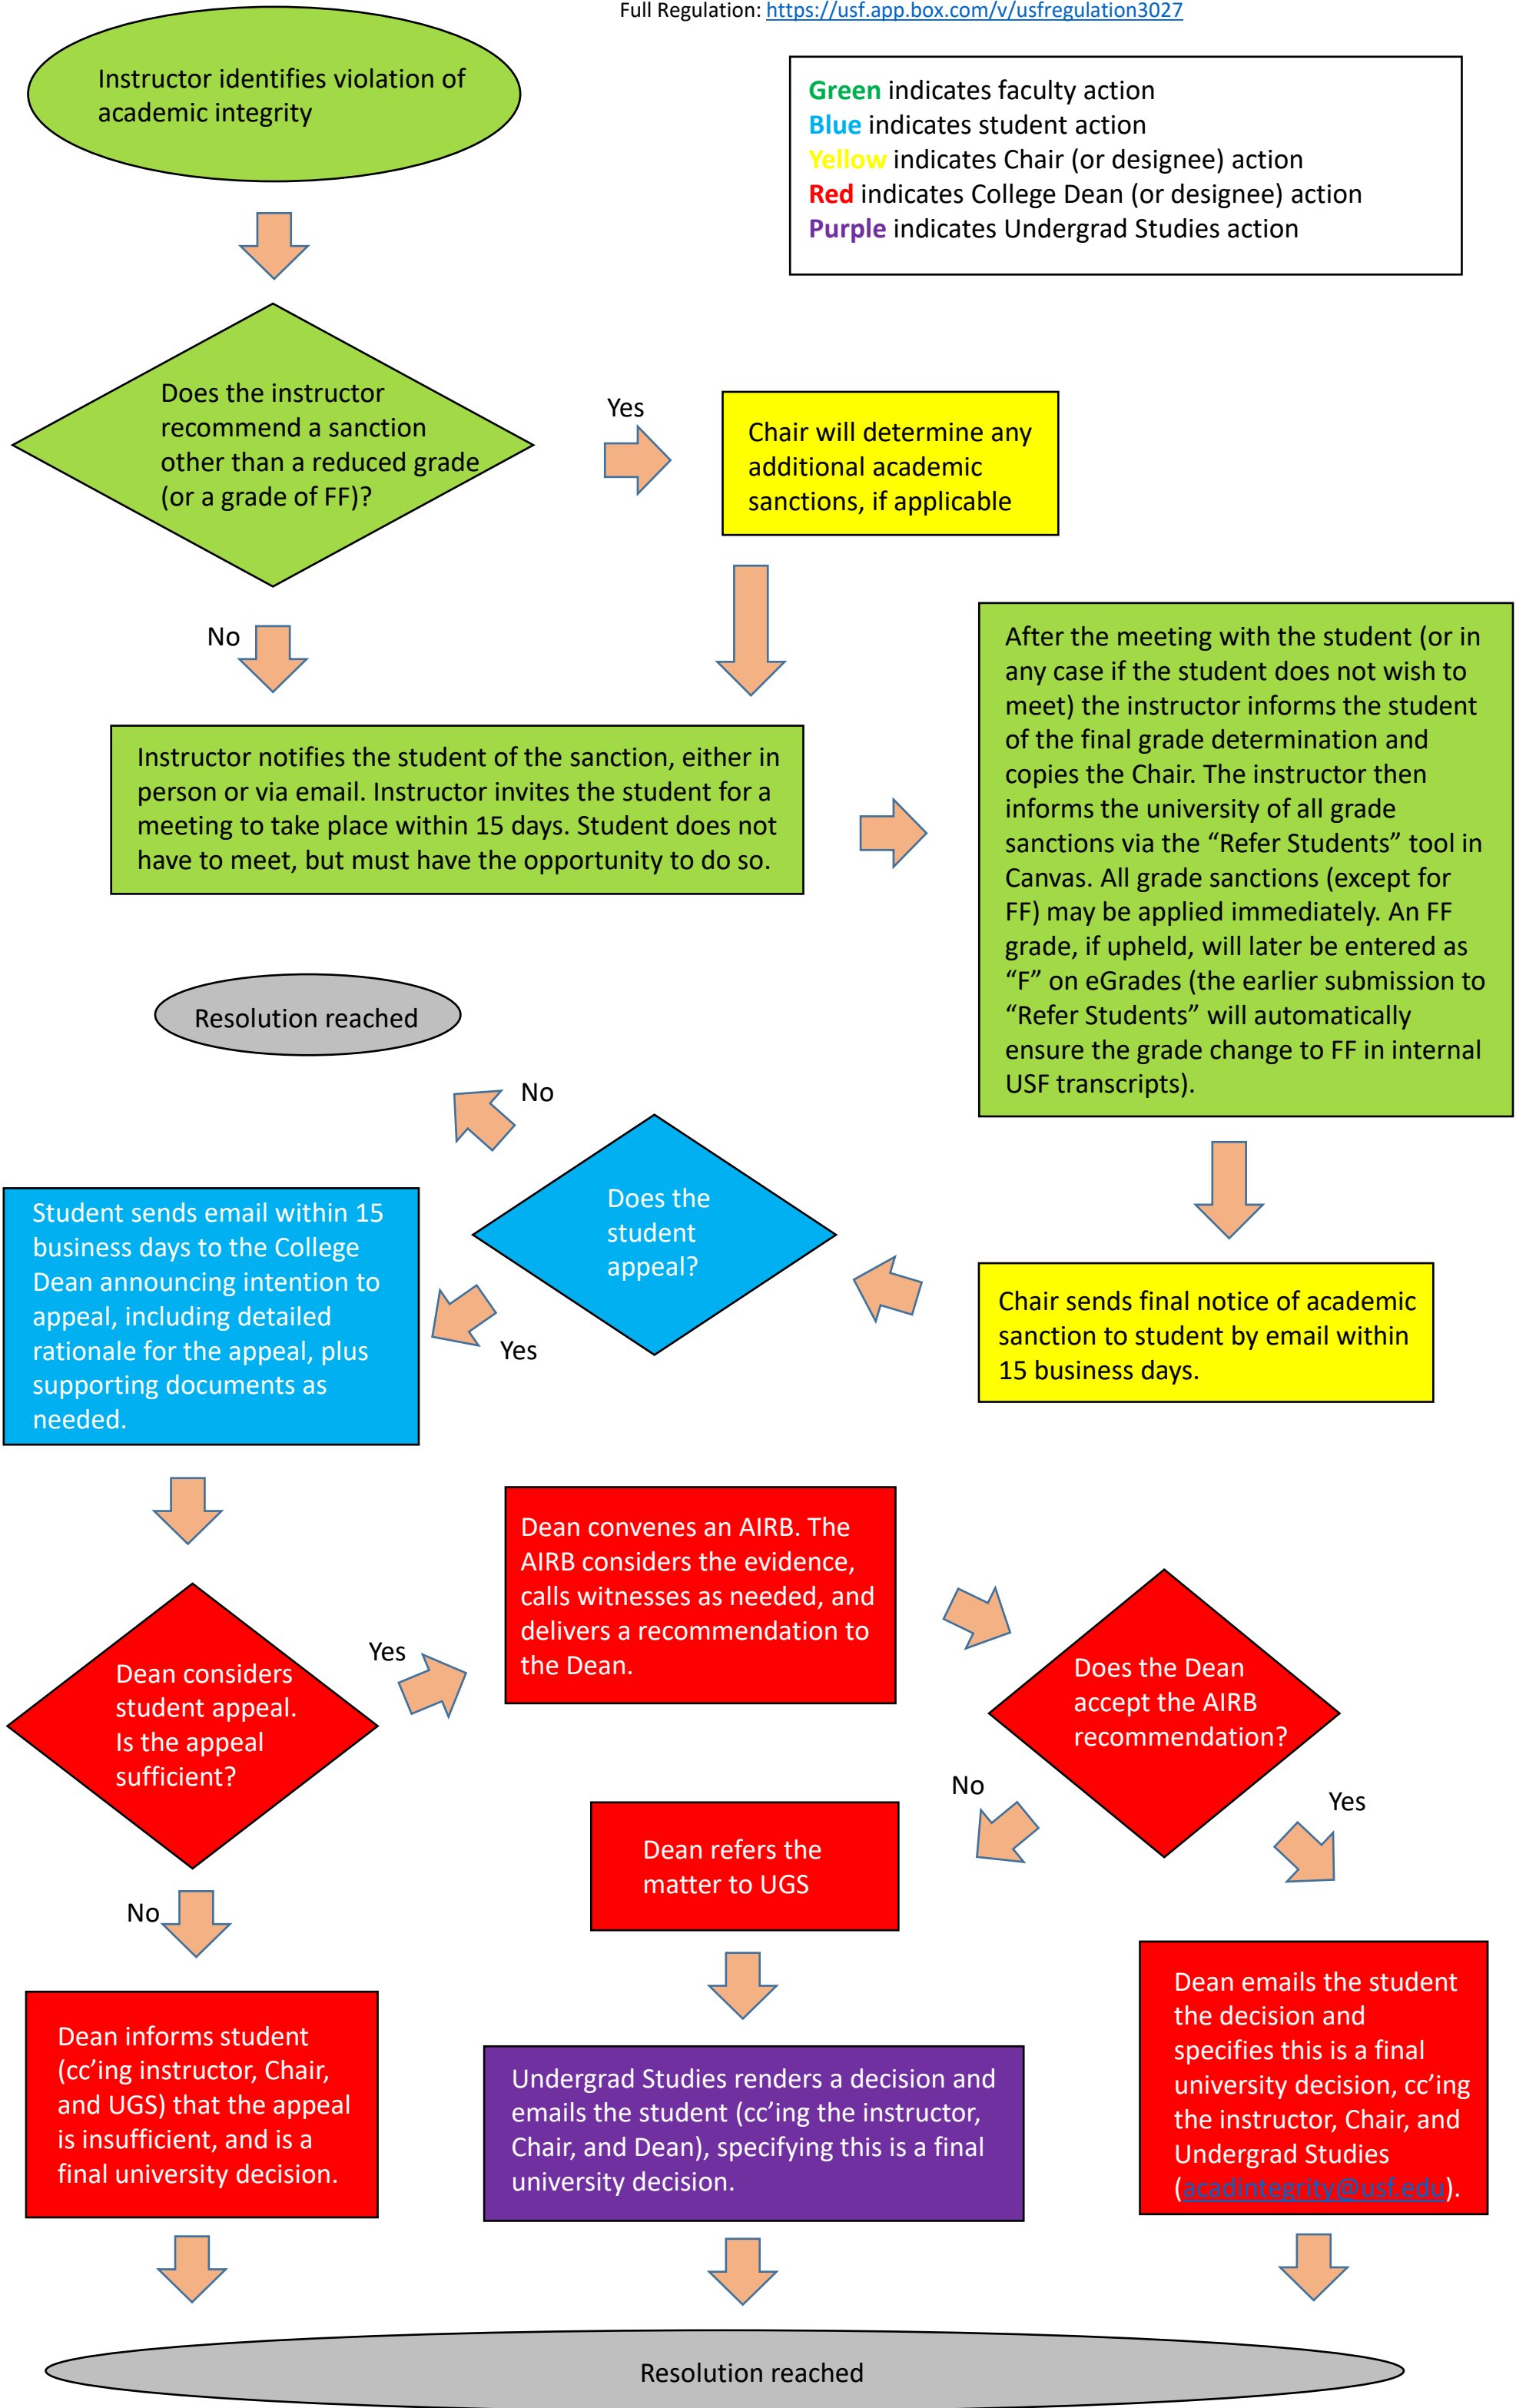 Full Regulation: https://usf.app.box.com/v/usfregulation3027
Instructor identifies violation of
academic integrity
Green indicates faculty action
Blue indicates student action
Yellow indicates Chair (or designee) action
Red indicates College Dean (or designee) action
Purple indicates Undergrad Studies action
Does the instructor
recommend a sanction
other than a reduced grade
(or a grade of FF)?
Yes
Chair will determine any
additional academic
sanctions, if applicable
No
Instructor notifies the student of the sanction, either in
person or via email. Instructor invites the student for a
meeting to take place within 15 days. Student does not
have to meet, but must have the opportunity to do so.
After the meeting with the student (or in
any case if the student does not wish to
meet) the instructor informs the student
of the final grade determination and
copies the Chair. The instructor then
informs the university of all grade
sanctions via the “Refer Students” tool in
Canvas. All grade sanctions (except for
FF) may be applied immediately. An FF
grade, if upheld, will later be entered as
“F” on eGrades (the earlier submission to
“Refer Students” will automatically
ensure the grade change to FF in internal
USF transcripts).
Resolution reached
No
Does the
student
appeal?
Yes
Chair sends final notice of academic
sanction to student by email within
15 business days.
Student sends email within 15
business days to the College
Dean announcing intention to
appeal, including detailed
rationale for the appeal, plus
supporting documents as
needed.
Dean considers
student appeal.
Is the appeal
sufficient?
Yes
Dean convenes an AIRB. The
AIRB considers the evidence,
calls witnesses as needed, and
delivers a recommendation to
the Dean.
Does the Dean
accept the AIRB
recommendation?
No
Yes
Dean refers the
matter to UGS
No
Dean informs student
(cc’ing instructor, Chair,
and UGS) that the appeal
is insufficient, and is a
final university decision.
Undergrad Studies renders a decision and
emails the student (cc’ing the instructor,
Chair, and Dean), specifying this is a final
university decision.
Dean emails the student
the decision and
specifies this is a final
university decision, cc’ing
the instructor, Chair, and
Undergrad Studies
(acadintegrity@usf.edu).
Resolution reached